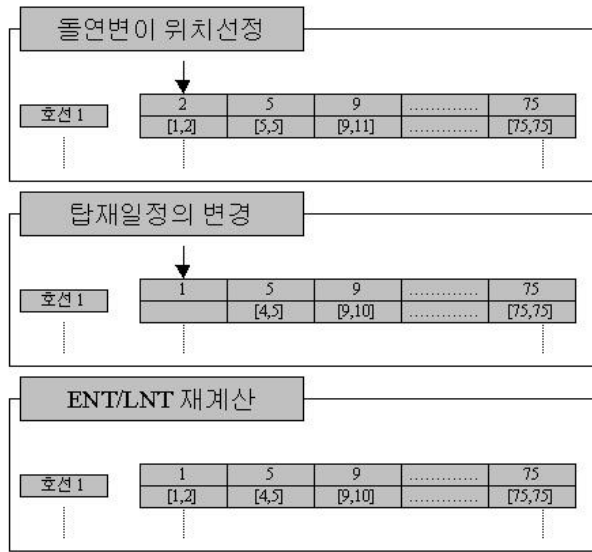 돌연변이 위치선정
호선 1
2 5 9 ............. 75
[1,2] [5,5] [9,11] ............. [75,75]
탑재일정의 변경
호선 1
1 5 9 ............. 75
[4,5] [9,10] ............. [75,75]
ENT/LNT 재계산
호선 1
1 5 9 ............. 75
[1,2] [4,5] [9,10] ............. [75,75]